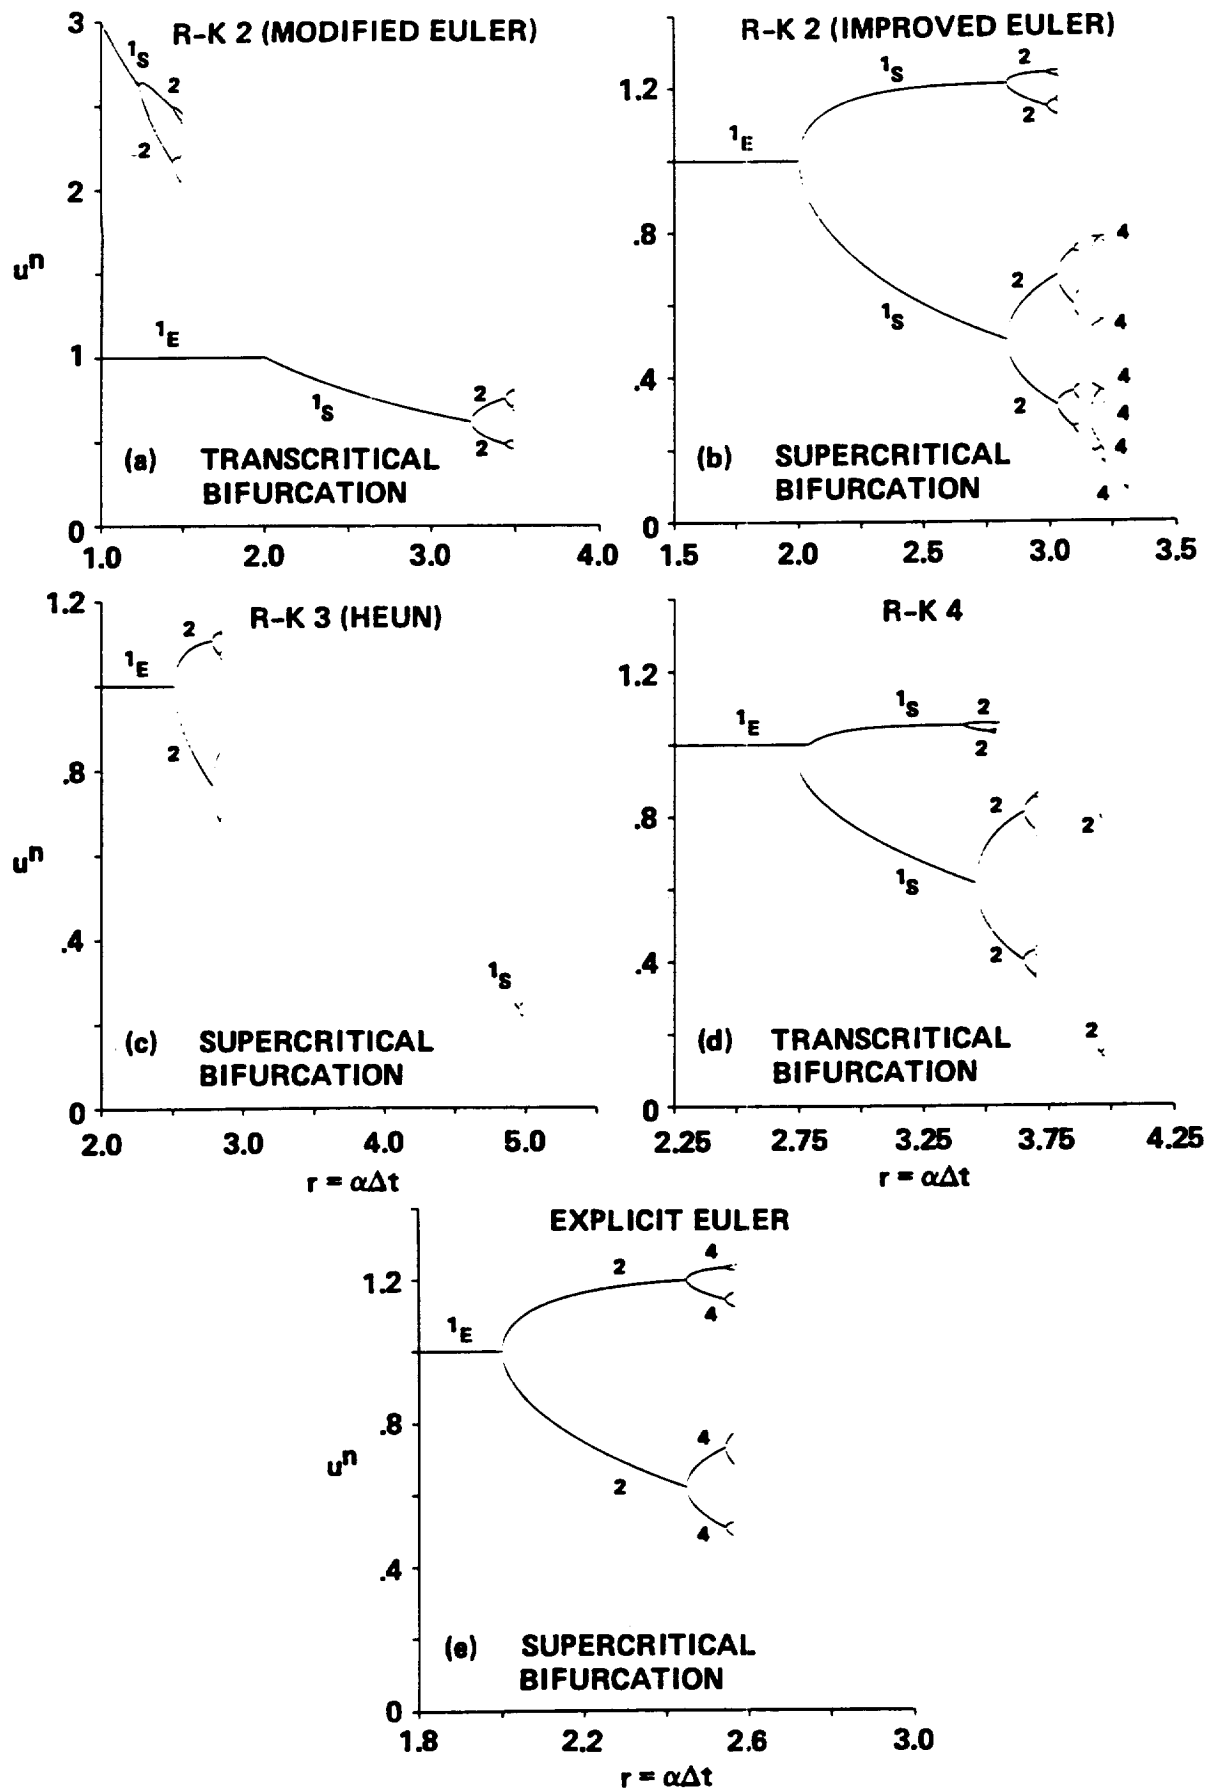 R-K 2 (MODIFIED EULER)
3
2
1
0
uⁿ
1S
2
2
1E
1S
2
2
(a) TRANSCRITICAL
BIFURCATION
1.0 2.0 3.0 4.0
R-K 2 (IMPROVED EULER)
1.2
.8
.4
0
1E
1S
2
2
1S
2
2
4
4
4
4
4
4
(b) SUPERCRITICAL
BIFURCATION
1.5 2.0 2.5 3.0 3.5
R-K 3 (HEUN)
1.2
.8
.4
0
uⁿ
1E
2
2
1S
(c) SUPERCRITICAL
BIFURCATION
2.0 3.0 4.0 5.0
r = αΔt
R-K 4
1.2
.8
.4
0
1E
1S
2
2
1S
2
2
2
2
(d) TRANSCRITICAL
BIFURCATION
2.25 2.75 3.25 3.75 4.25
r = αΔt
EXPLICIT EULER
1.2
.8
.4
0
uⁿ
1E
2
4
4
2
4
4
(e) SUPERCRITICAL
BIFURCATION
1.8 2.2 2.6 3.0
r = αΔt